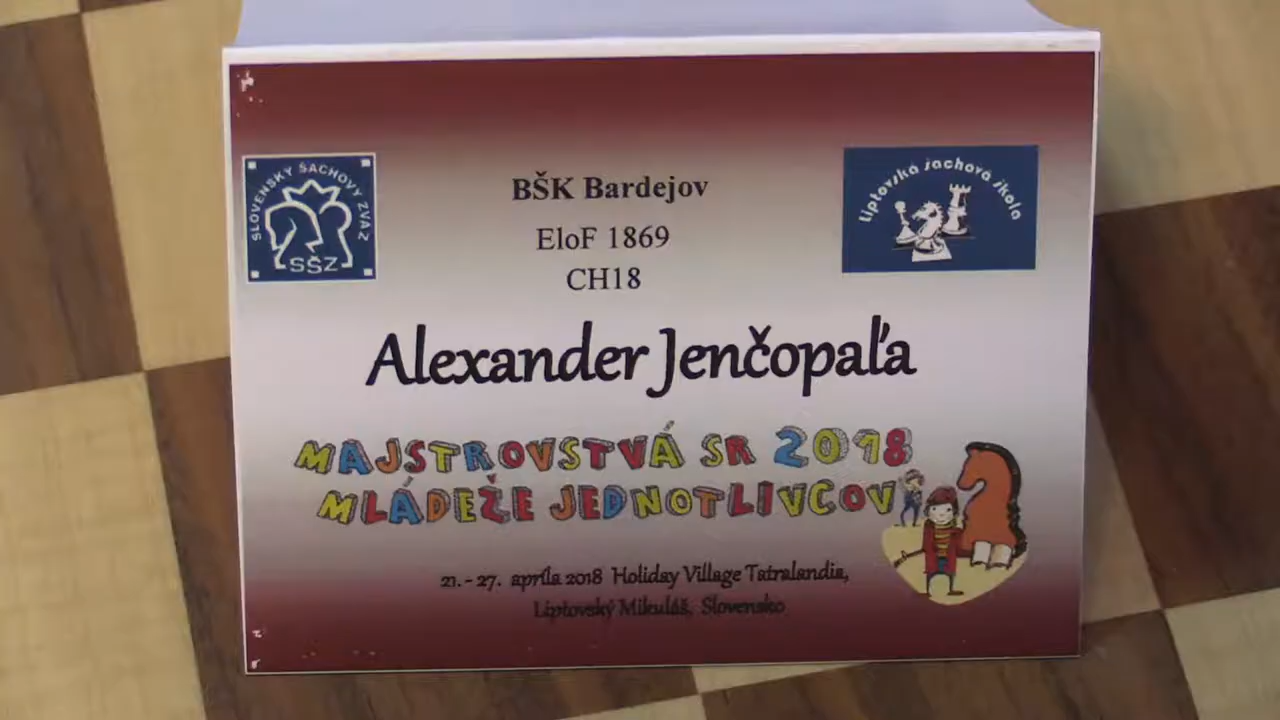 SLOVENSKÝ ŠACHOVÝ ZVÄZ
SŠZ
BŠK Bardejov
EloF 1869
CH18
Liptovská šachová škola
Alexander Jenčopaľa
MAJSTROVSTVÁ SR 2018
MLÁDEŽE JEDNOTLIVCOV
21. - 27. apríla 2018 Holiday Village Tatralandia,
Liptovský Mikuláš, Slovensko